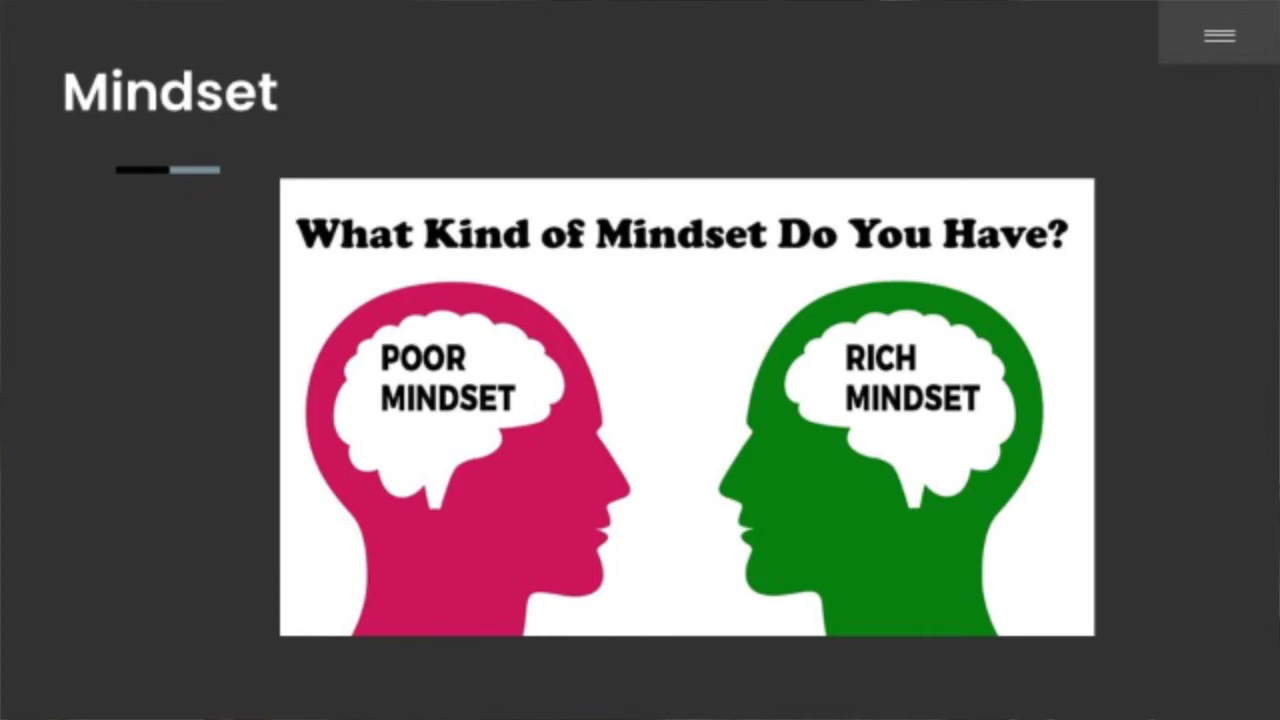 Mindset
What Kind of Mindset Do You Have?
POOR
MINDSET
RICH
MINDSET